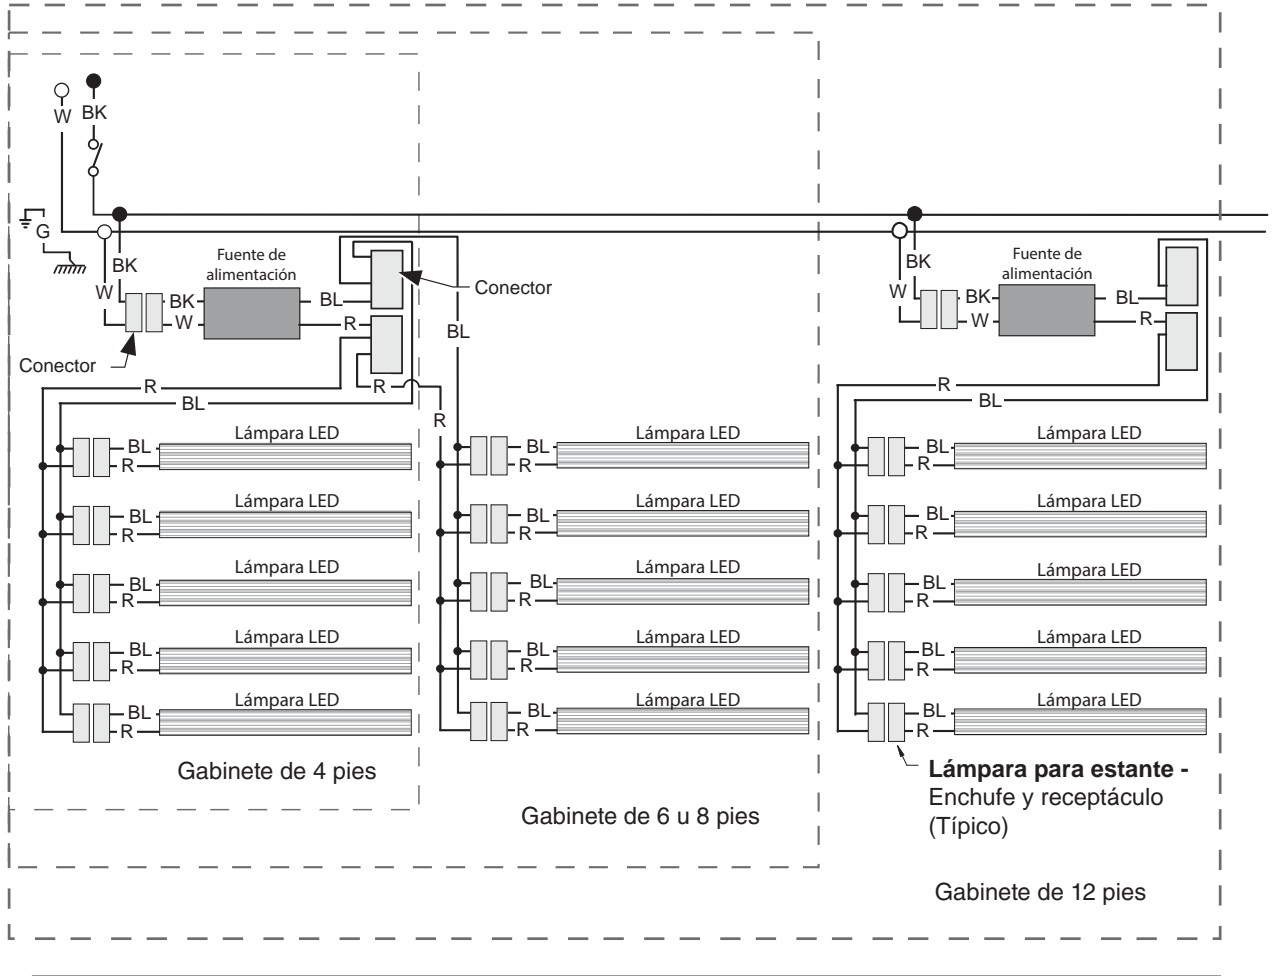 W
BK
G
BK
W
BK
W
Fuente de
alimentación
BL
R
Conector
Conector
BL
R
R
BL
R
BK
W
BK
W
Fuente de
alimentación
BL
R
R
BL
Lámpara LED
BL
R
Lámpara LED
BL
R
Lámpara LED
BL
R
Lámpara LED
BL
R
Lámpara LED
BL
R
Gabinete de 4 pies
Lámpara LED
BL
R
Lámpara LED
BL
R
Lámpara LED
BL
R
Lámpara LED
BL
R
Lámpara LED
BL
R
Gabinete de 6 u 8 pies
Lámpara LED
BL
R
Lámpara LED
BL
R
Lámpara LED
BL
R
Lámpara LED
BL
R
Lámpara LED
BL
R
Lámpara para estante -
Enchufe y receptáculo
(Típico)
Gabinete de 12 pies